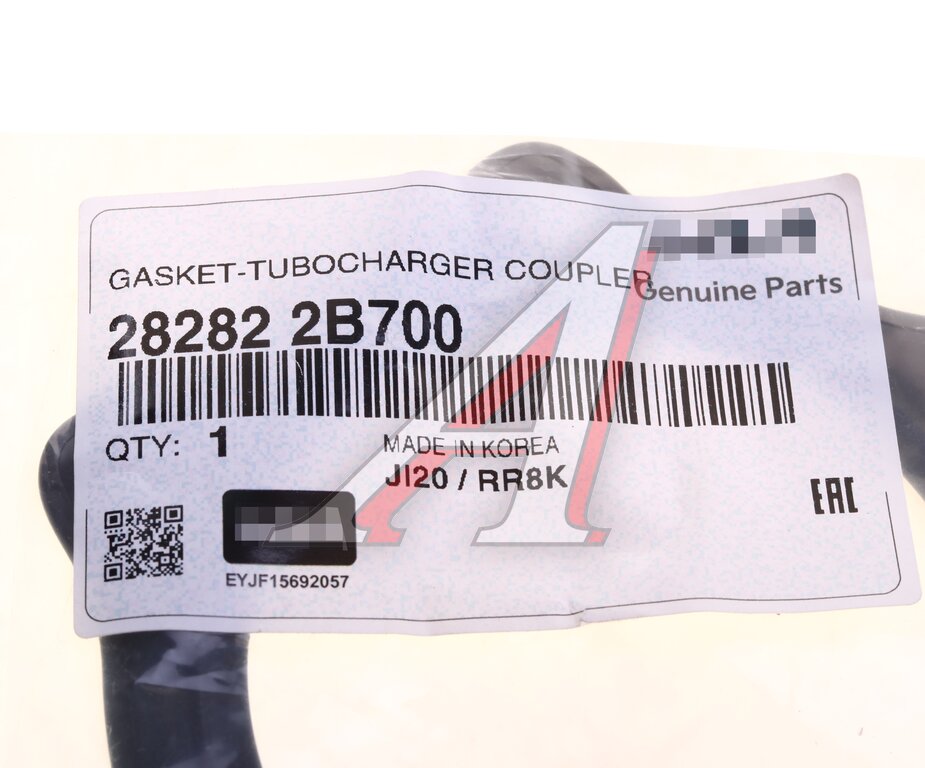 GASKET-TUBOCHARGER COUPLER
Genuine Parts
28282 2B700
QTY: 1
MADE IN KOREA
JI20 / RR8K
EAC
EYJF15692057